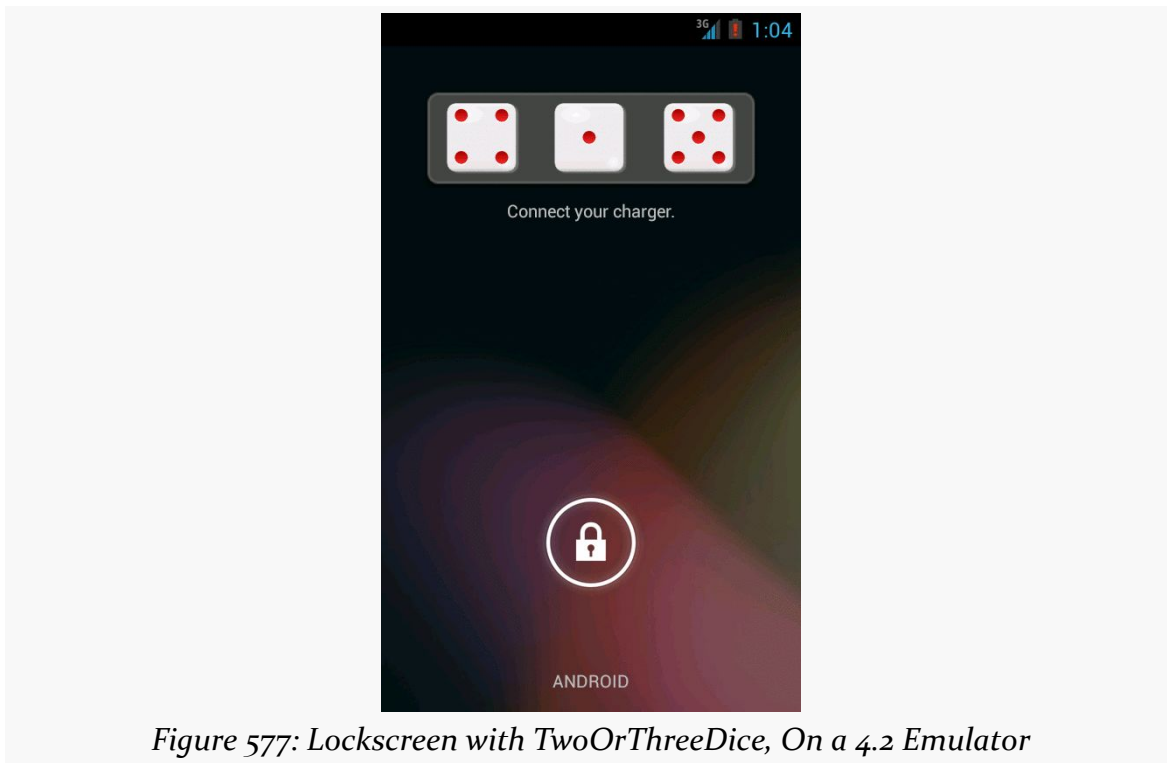 3G 1:04
Connect your charger.
ANDROID
Figure 577: Lockscreen with TwoOrThreeDice, On a 4.2 Emulator